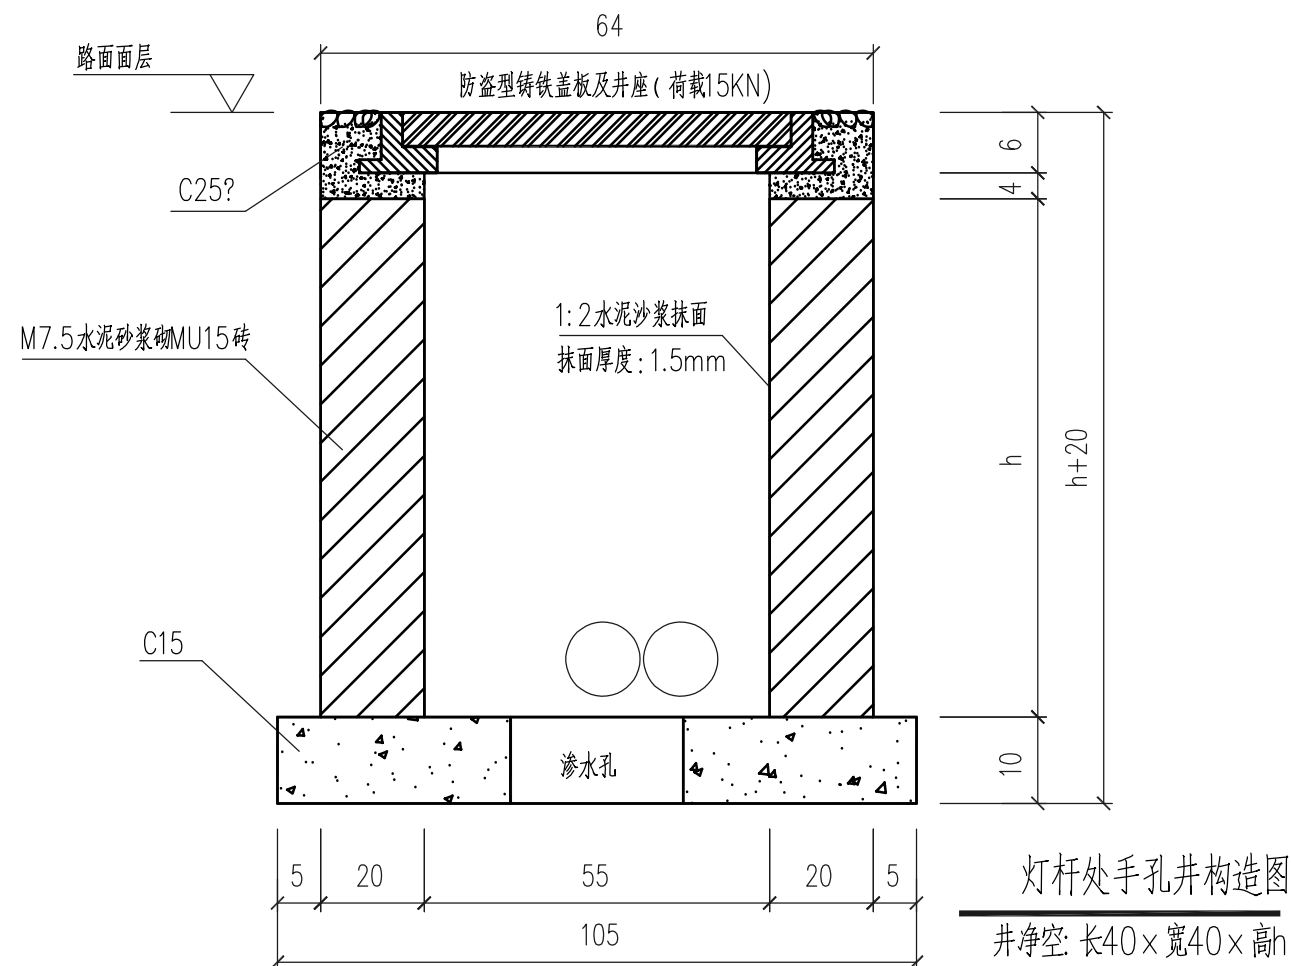 64
路面面层
防盗型铸铁盖板及井座(荷载15KN)
6
C25?
4
1:2水泥沙浆抹面
M7.5水泥砂浆砌MU15砖
抹面厚度:1.5mm
h
h+20
C15
渗水孔
10
5 20 55 20 5
105
灯杆处手孔井构造图
井净空:长40×宽40×高h